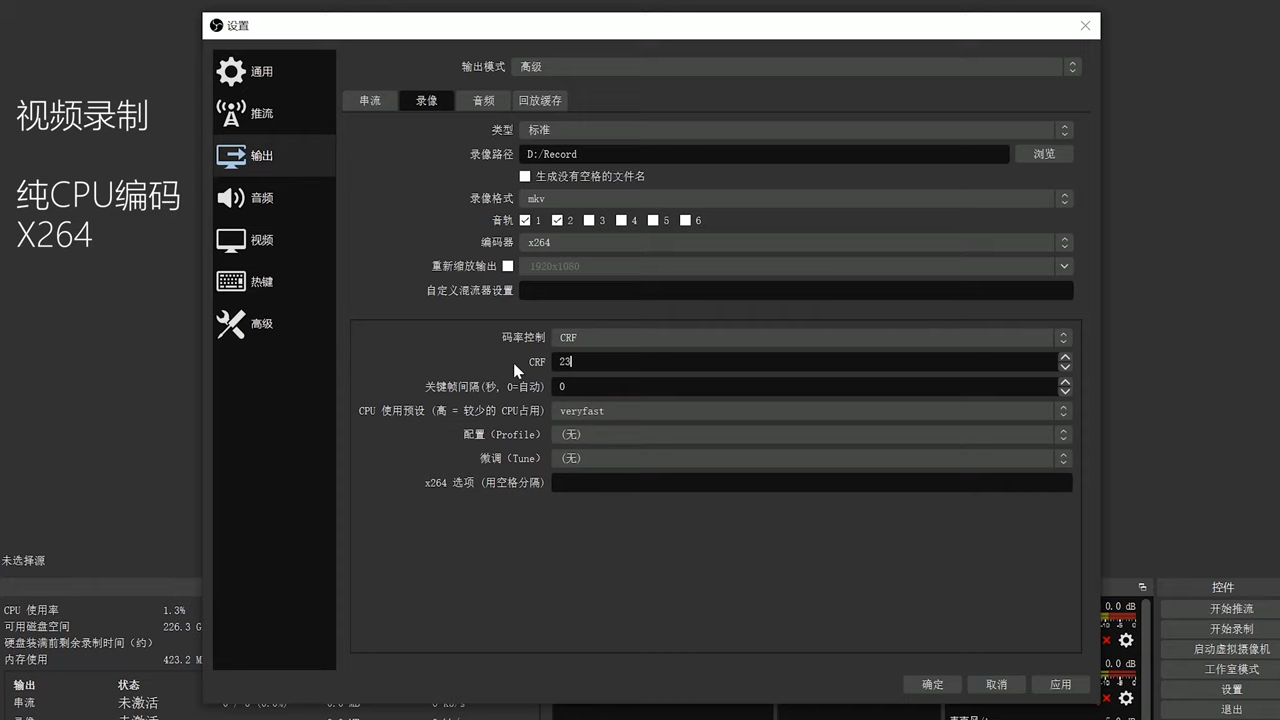 设置
视频录制
纯CPU编码
X264
通用
推流
输出
音频
视频
热键
高级
输出模式 高级
串流 录像 音频 回放缓存
类型 标准
录像路径 D:/Record 浏览
生成没有空格的文件名
录像格式 mkv
音轨 1 2 3 4 5 6
编码器 x264
重新缩放输出 1920x1080
自定义混流器设置
码率控制 CRF
CRF 23
关键帧间隔(秒, 0=自动) 0
CPU 使用预设 (高 = 较少的 CPU占用) veryfast
配置 (Profile) (无)
微调 (Tune) (无)
x264 选项 (用空格分隔)
确定 取消 应用
未选择源
CPU 使用率 1.3%
可用磁盘空间 226.3 G
硬盘装满前剩余录制时间 (约)
内存使用 423.2 M
输出 状态
串流 未激活
0.0 dB
0.0 dB
控件
开始推流
开始录制
启动虚拟摄像机
工作室模式
设置
退出